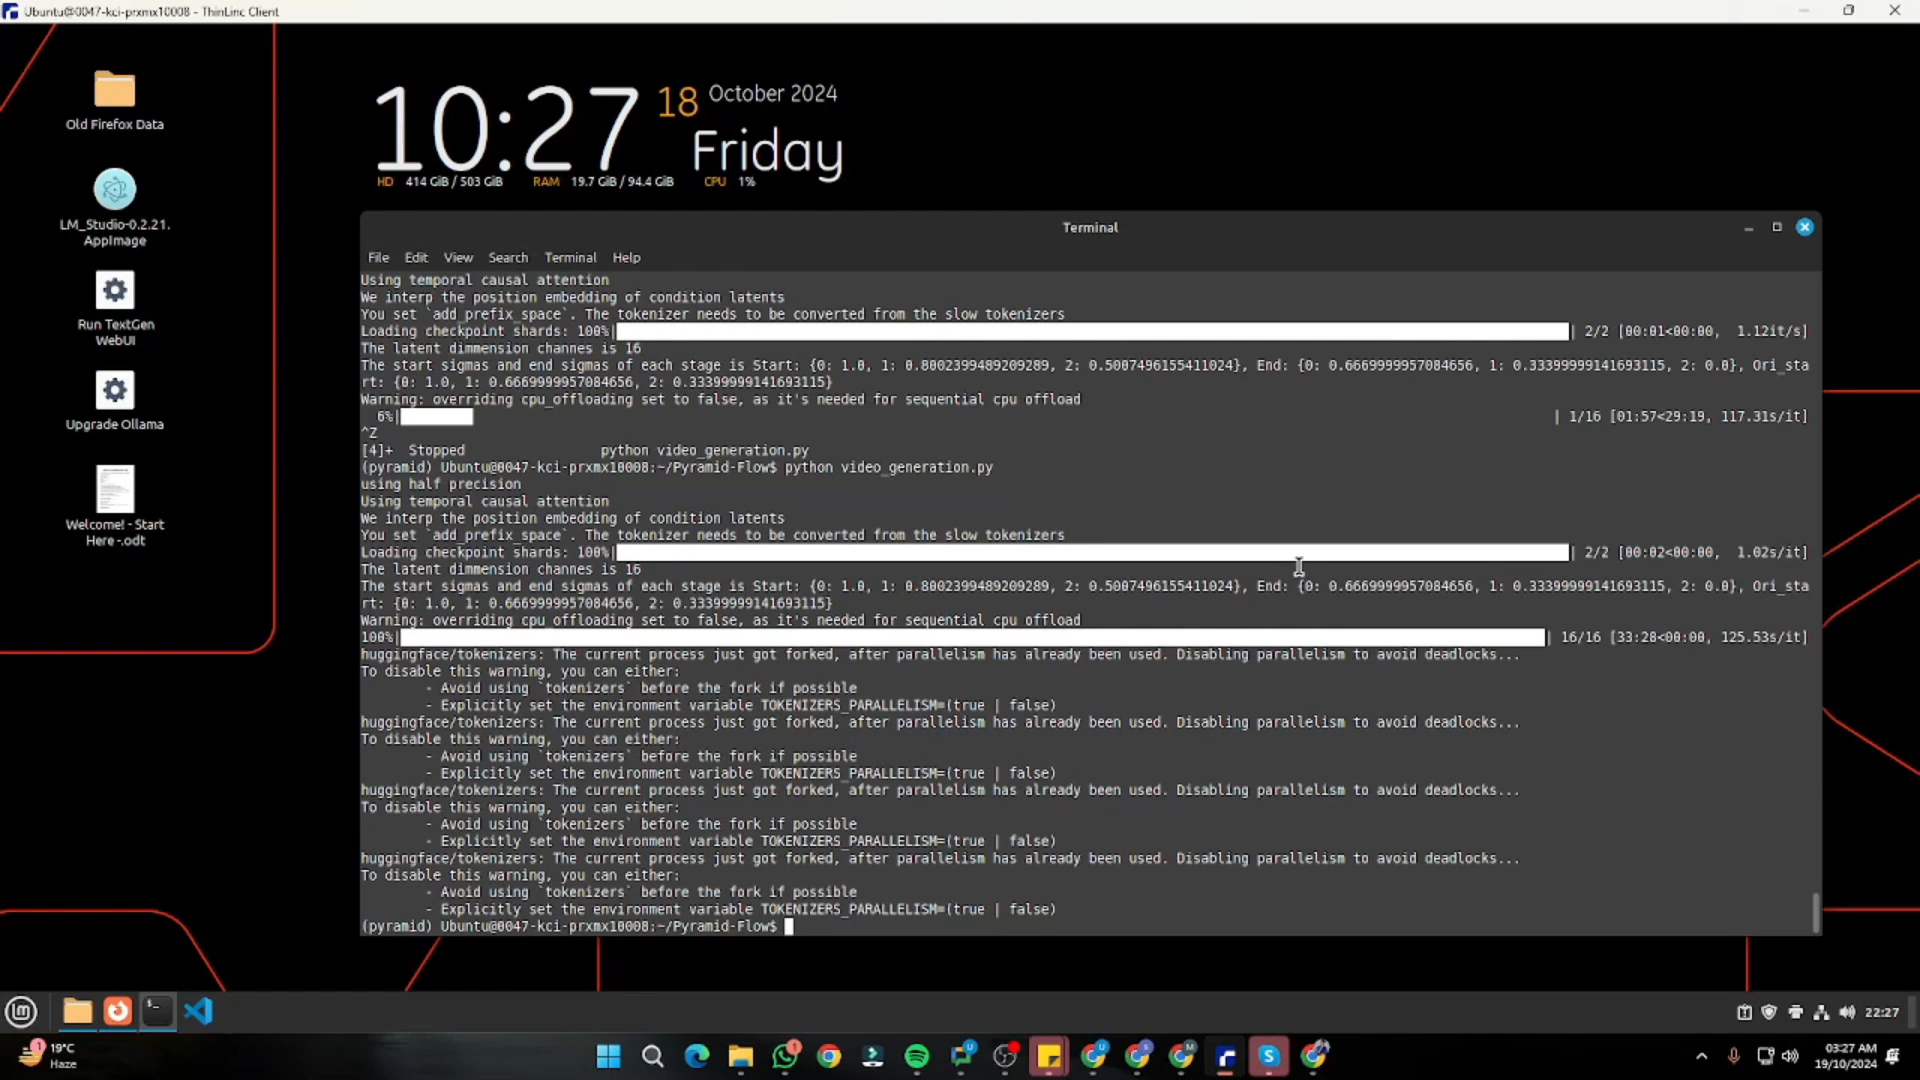 Ubuntu@0047-kci-prxmx10008 - ThinLinc Client
Old Firefox Data
LM_Studio-0.2.21.
AppImage
Run TextGen
WebUI
Upgrade Ollama
Welcome! - Start
Here -.odt
10:27
18 October 2024
Friday
HD 414 GiB / 503 GiB RAM 19.7 GiB / 94.4 GiB CPU 1%
Terminal
File Edit View Search Terminal Help
Using temporal causal attention
We interp the position embedding of condition latents
You set `add_prefix_space`. The tokenizer needs to be converted from the slow tokenizers
Loading checkpoint shards: 100%| | 2/2 [00:01<00:00, 1.12it/s]
The latent dimmension channes is 16
The start sigmas and end sigmas of each stage is Start: {0: 1.0, 1: 0.8002399489209289, 2: 0.5007496155411024}, End: {0: 0.6669999957084656, 1: 0.33399999141693115, 2: 0.0}, Ori_sta
rt: {0: 1.0, 1: 0.6669999957084656, 2: 0.33399999141693115}
Warning: overriding cpu_offloading set to false, as it's needed for sequential cpu offload
6%| | 1/16 [01:57<29:19, 117.31s/it]
^Z
[4]+ Stopped python video_generation.py
(pyramid) Ubuntu@0047-kci-prxmx10008:~/Pyramid-Flow$ python video_generation.py
using half precision
Using temporal causal attention
We interp the position embedding of condition latents
You set `add_prefix_space`. The tokenizer needs to be converted from the slow tokenizers
Loading checkpoint shards: 100%| | 2/2 [00:02<00:00, 1.02s/it]
The latent dimmension channes is 16
The start sigmas and end sigmas of each stage is Start: {0: 1.0, 1: 0.8002399489209289, 2: 0.5007496155411024}, End: {0: 0.6669999957084656, 1: 0.33399999141693115, 2: 0.0}, Ori_sta
rt: {0: 1.0, 1: 0.6669999957084656, 2: 0.33399999141693115}
Warning: overriding cpu_offloading set to false, as it's needed for sequential cpu offload
100%| | 16/16 [33:28<00:00, 125.53s/it]
huggingface/tokenizers: The current process just got forked, after parallelism has already been used. Disabling parallelism to avoid deadlocks...
To disable this warning, you can either:
- Avoid using `tokenizers` before the fork if possible
- Explicitly set the environment variable TOKENIZERS_PARALLELISM=(true | false)
huggingface/tokenizers: The current process just got forked, after parallelism has already been used. Disabling parallelism to avoid deadlocks...
To disable this warning, you can either:
- Avoid using `tokenizers` before the fork if possible
- Explicitly set the environment variable TOKENIZERS_PARALLELISM=(true | false)
huggingface/tokenizers: The current process just got forked, after parallelism has already been used. Disabling parallelism to avoid deadlocks...
To disable this warning, you can either:
- Avoid using `tokenizers` before the fork if possible
- Explicitly set the environment variable TOKENIZERS_PARALLELISM=(true | false)
huggingface/tokenizers: The current process just got forked, after parallelism has already been used. Disabling parallelism to avoid deadlocks...
To disable this warning, you can either:
- Avoid using `tokenizers` before the fork if possible
- Explicitly set the environment variable TOKENIZERS_PARALLELISM=(true | false)
(pyramid) Ubuntu@0047-kci-prxmx10008:~/Pyramid-Flow$
22:27
1
19°C
Haze
03:27 AM
19/10/2024